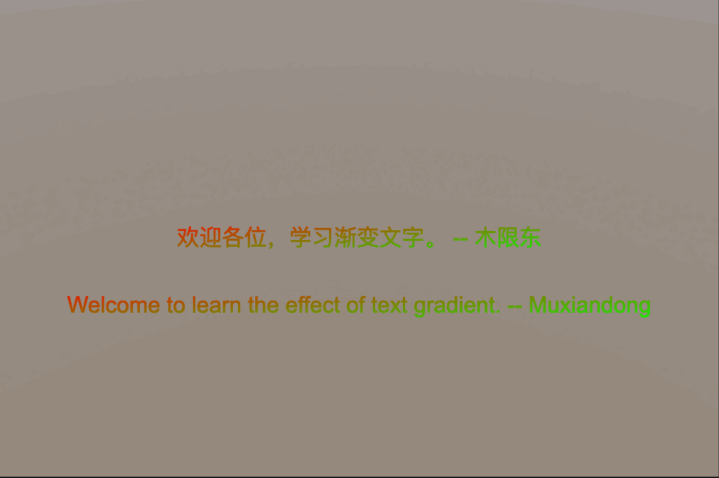 欢迎各位，学习渐变文字。 -- 木限东
Welcome to learn the effect of text gradient. -- Muxiandong